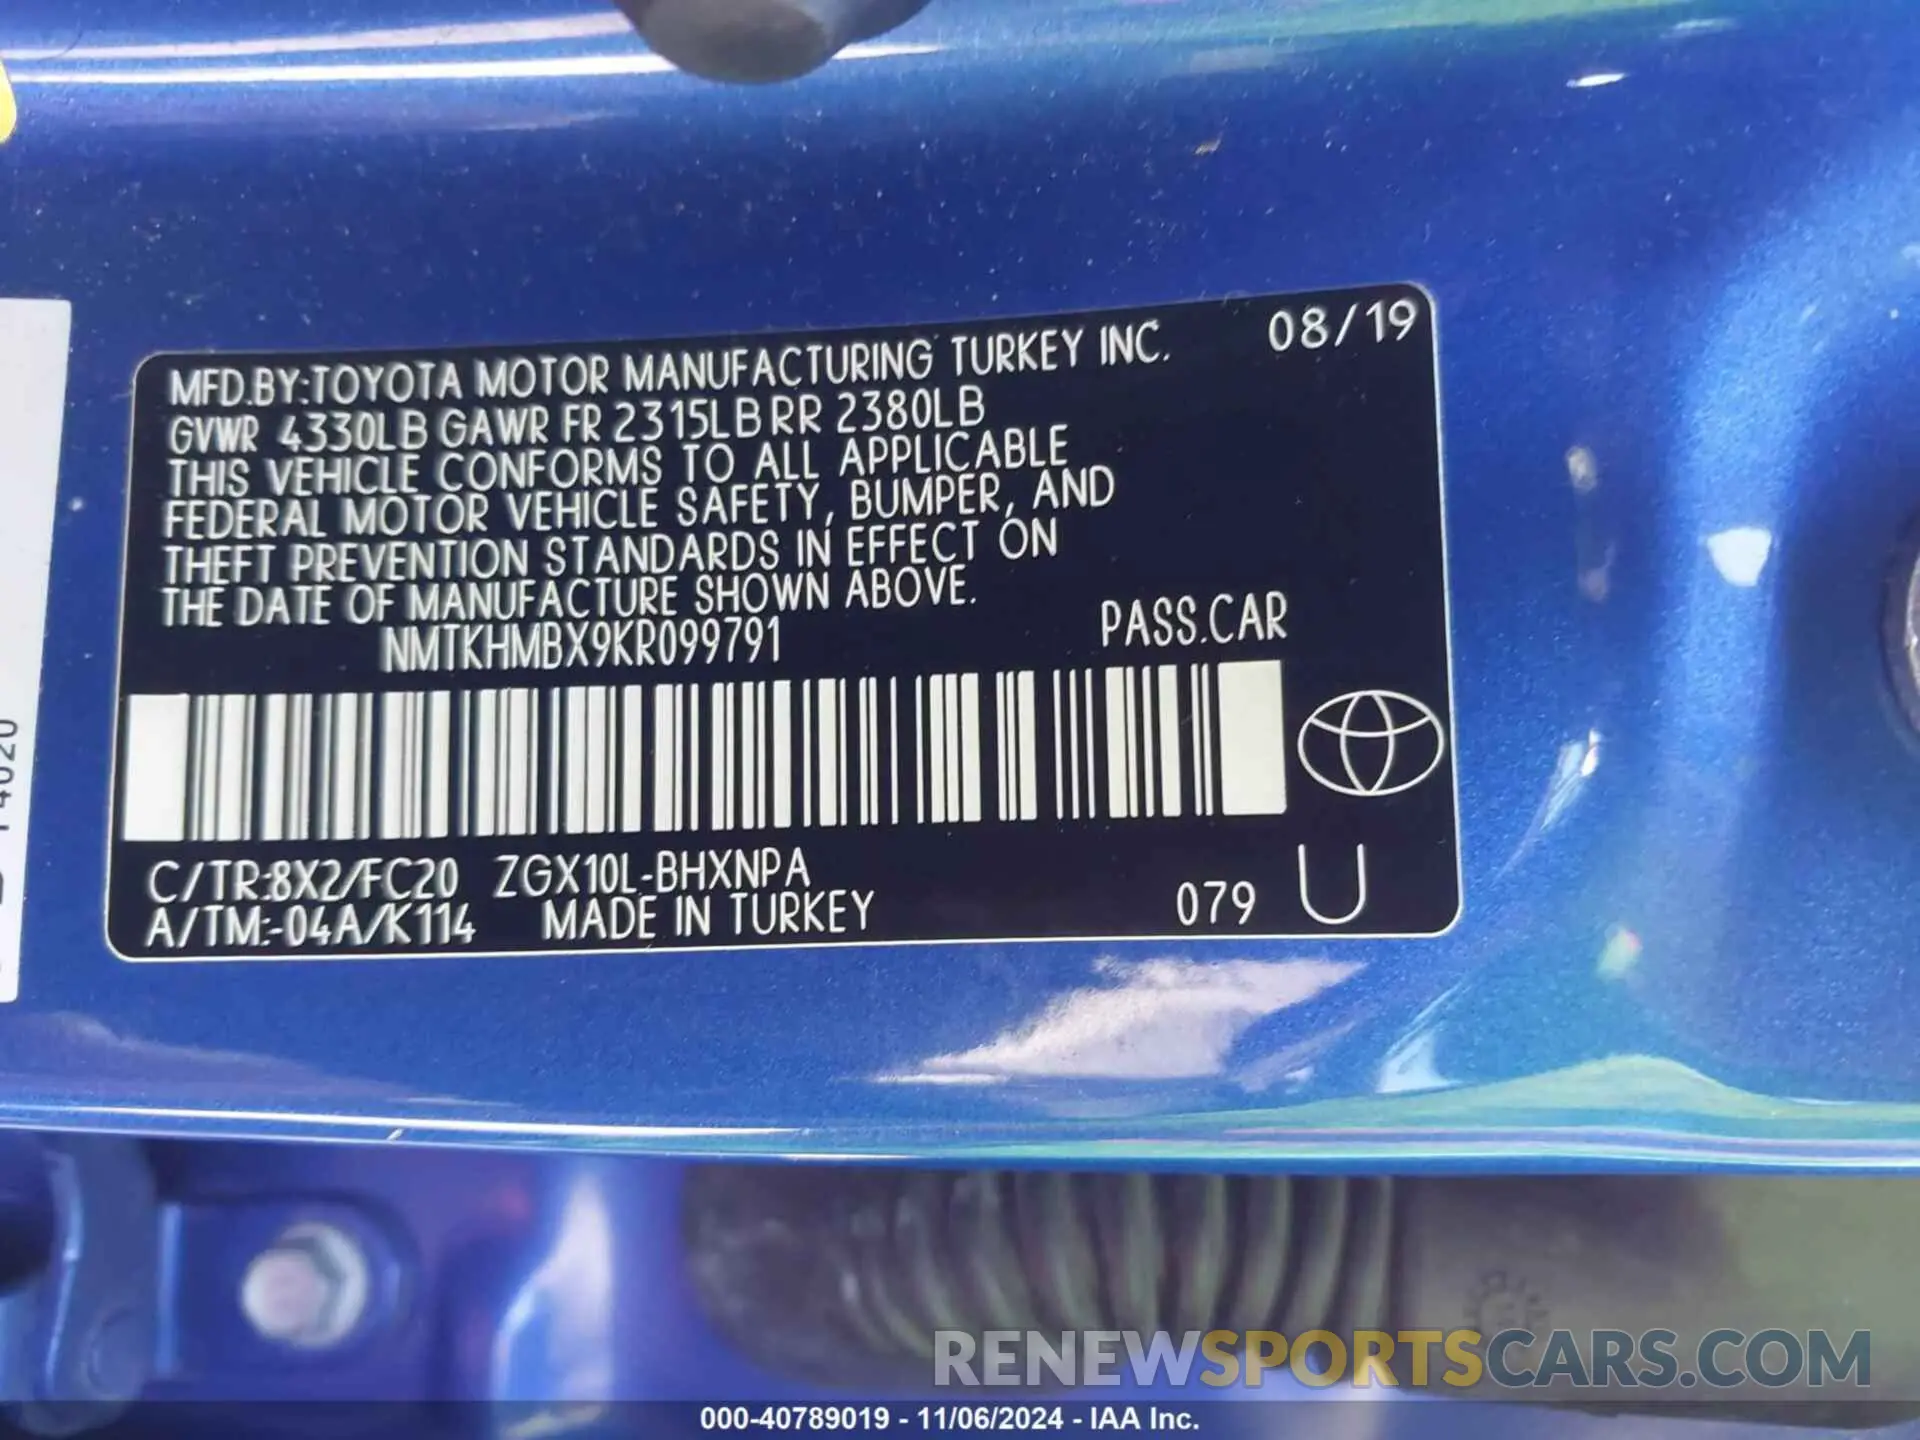 MFD.BY:TOYOTA MOTOR MANUFACTURING TURKEY INC. 08/19
GVWR 4330LB GAWR FR 2315LB RR 2380LB
THIS VEHICLE CONFORMS TO ALL APPLICABLE
FEDERAL MOTOR VEHICLE SAFETY, BUMPER, AND
THEFT PREVENTION STANDARDS IN EFFECT ON
THE DATE OF MANUFACTURE SHOWN ABOVE.
NMTKHMBX9KR099791 PASS.CAR
C/TR:8X2/FC20 ZGX10L-BHXNPA
A/TM:-04A/K114 MADE IN TURKEY 079 U
RENEWSPORTSCARS.COM
000-40789019 - 11/06/2024 - IAA Inc.